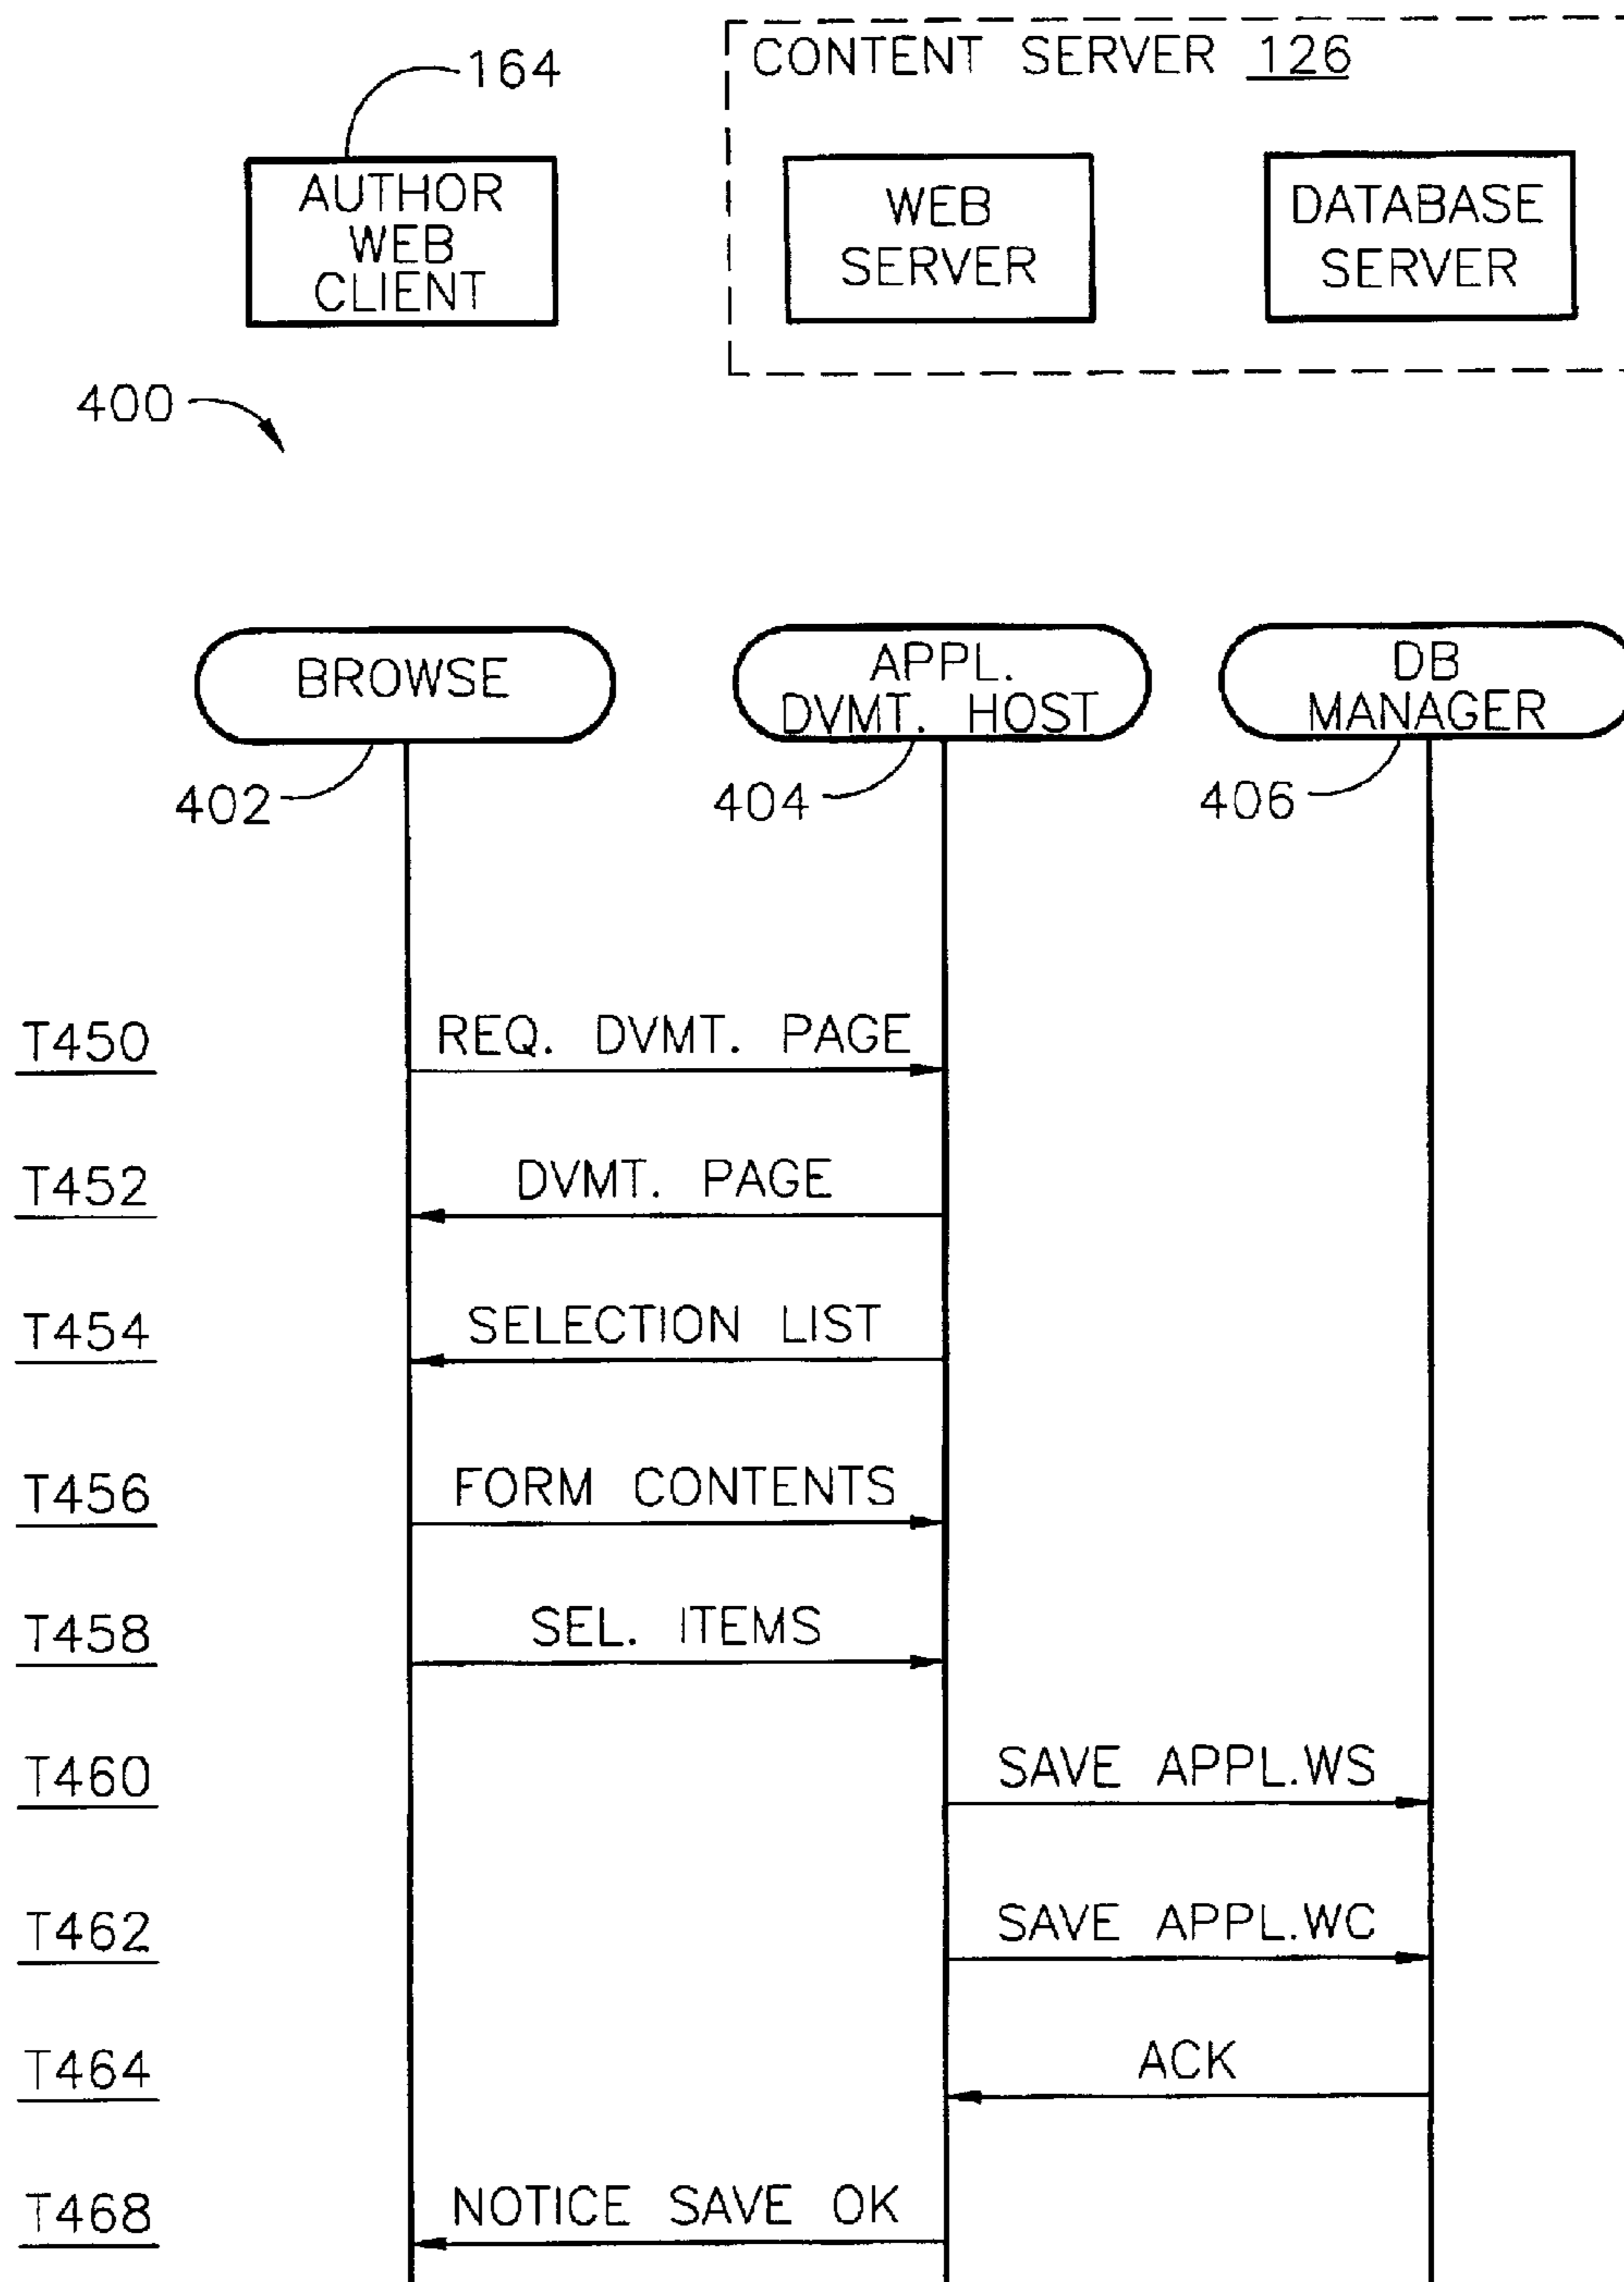 164
CONTENT SERVER 126
AUTHOR
WEB
CLIENT
WEB
SERVER
DATABASE
SERVER
400
BROWSE
APPL.
DVMT. HOST
DB
MANAGER
402
404
406
T450
REQ. DVMT. PAGE
T452
DVMT. PAGE
T454
SELECTION LIST
T456
FORM CONTENTS
T458
SEL. ITEMS
T460
SAVE APPL.WS
T462
SAVE APPL.WC
T464
ACK
T468
NOTICE SAVE OK